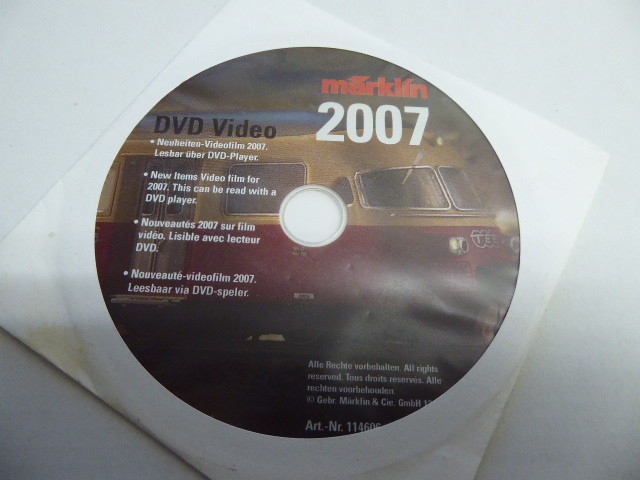 märklin
2007
DVD Video
• Neuheiten-Videofilm 2007.
Lesbar über DVD-Player.
• New Items Video film for
2007. This can be read with a
DVD player.
• Nouveautés 2007 sur film
vidéo. Lisible avec lecteur
DVD.
• Nouveauté-videofilm 2007.
Leesbaar via DVD-speler.
TEE
Alle Rechte vorbehalten. All rights
reserved. Tous droits reserves. Alle
rechten voorbehouden
© Gebr. Märklin & Cie. GmbH
Art.-Nr. 114606